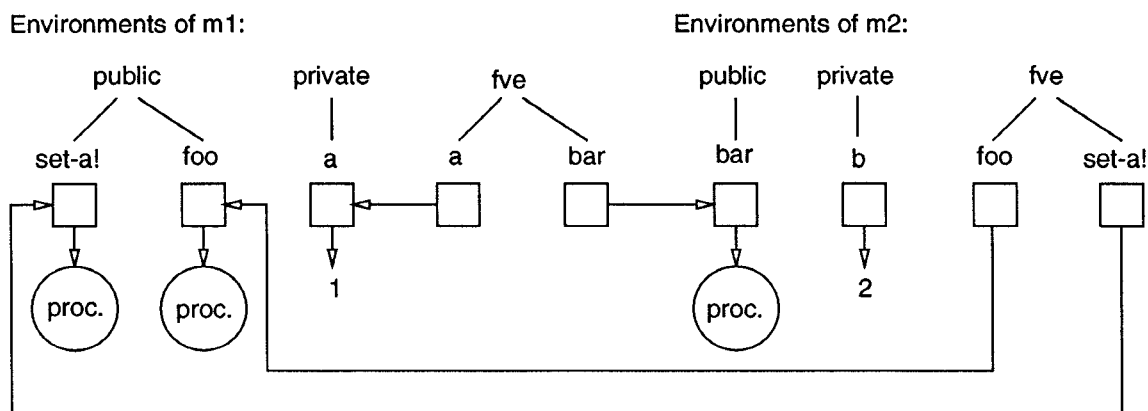 Environments of m1: Environments of m2:
public private fve public private fve
set-a! foo a a bar bar b foo set-a!
1 2
proc. proc. proc.